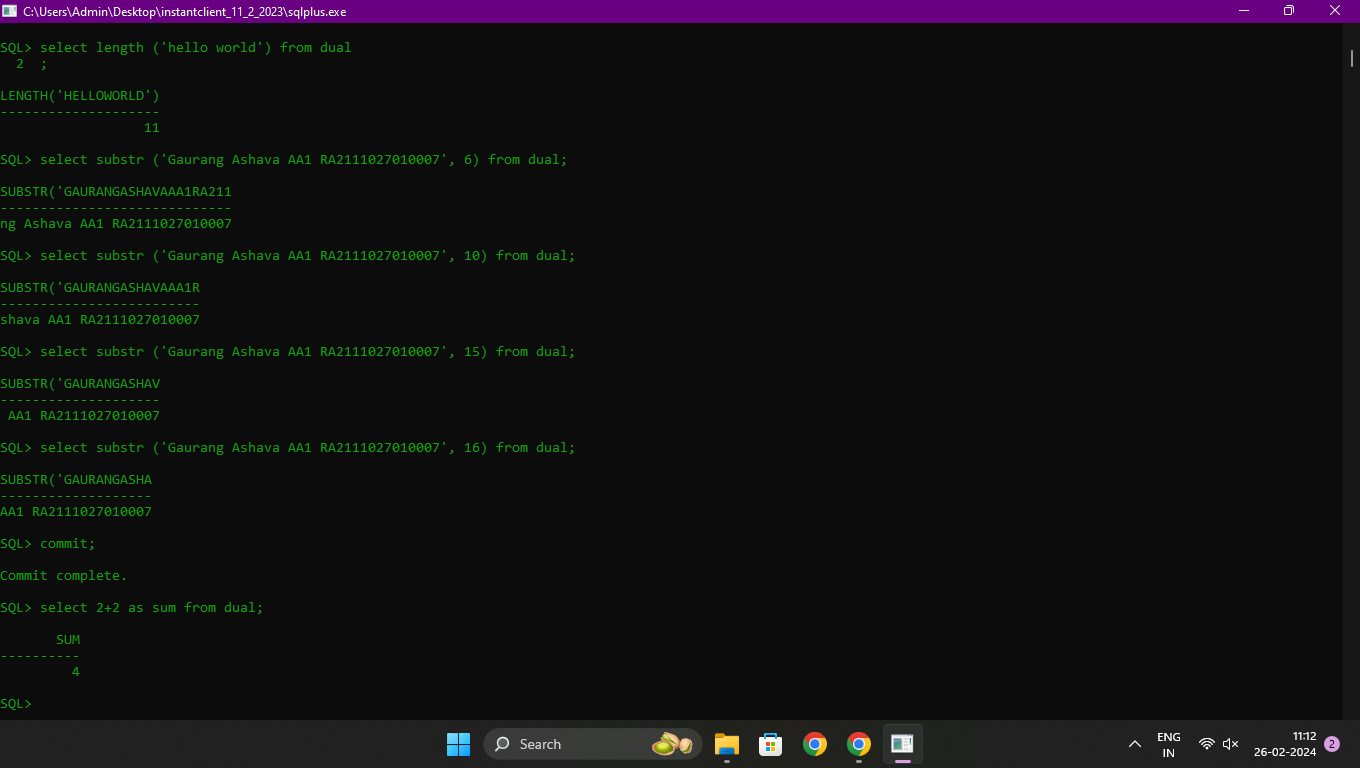 C:\Users\Admin\Desktop\instantclient_11_2_2023\sqlplus.exe
SQL> select length ('hello world') from dual
  2  ;
LENGTH('HELLOWORLD')
--------------------
                  11
SQL> select substr ('Gaurang Ashava AA1 RA2111027010007', 6) from dual;
SUBSTR('GAURANGASHAVAAA1RA211
-----------------------------
ng Ashava AA1 RA2111027010007
SQL> select substr ('Gaurang Ashava AA1 RA2111027010007', 10) from dual;
SUBSTR('GAURANGASHAVAAA1R
-------------------------
shava AA1 RA2111027010007
SQL> select substr ('Gaurang Ashava AA1 RA2111027010007', 15) from dual;
SUBSTR('GAURANGASHAV
--------------------
 AA1 RA2111027010007
SQL> select substr ('Gaurang Ashava AA1 RA2111027010007', 16) from dual;
SUBSTR('GAURANGASHA
-------------------
AA1 RA2111027010007
SQL> commit;
Commit complete.
SQL> select 2+2 as sum from dual;
       SUM
----------
         4
SQL>
Search
ENG
IN
11:12
26-02-2024
2